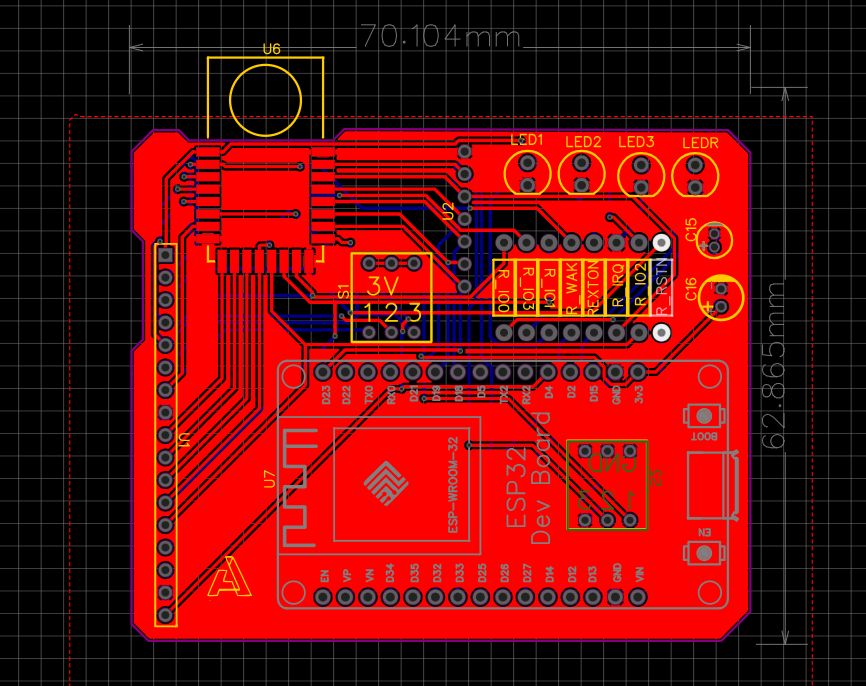 70.104mm
U6
LED1 LED2 LED3 LEDR
U2
C15
S1
3V
1 2 3
R_IO0 R_IO3 R_IO1 R_WAK REXTON R_IRQ R_IO2 R_RSTN
C16
+
62.865mm
D23 D22 TX0 RX0 D21 D19 D18 D5 TX2 RX2 D4 D2 D15 GND 3v3
BOOT
U1
U7
ESP-WROOM-32
ESP32
Dev Board
GND
EN
EN VP VN D34 D35 D32 D33 D25 D26 D27 D14 D12 D13 GND VIN